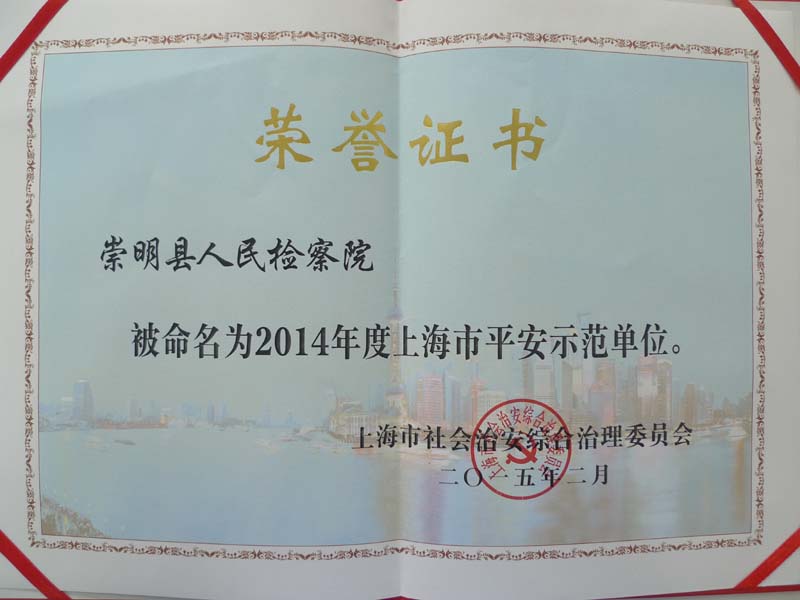 荣誉证书
崇明县人民检察院
被命名为2014年度上海市平安示范单位。
上海市社会治安综合治理委员会
二〇一五年二月